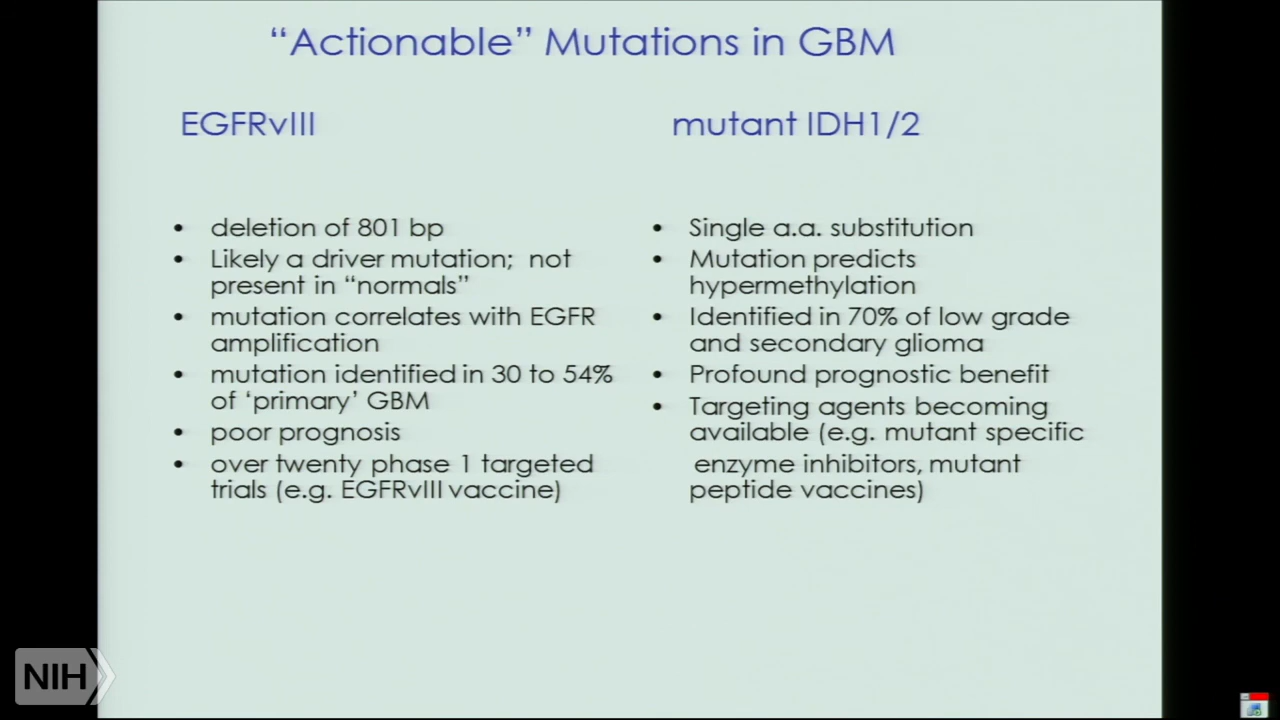 “Actionable” Mutations in GBM
EGFRvIII
• deletion of 801 bp
• Likely a driver mutation; not
present in “normals”
• mutation correlates with EGFR
amplification
• mutation identified in 30 to 54%
of ‘primary’ GBM
• poor prognosis
• over twenty phase 1 targeted
trials (e.g. EGFRvIII vaccine)
mutant IDH1/2
• Single a.a. substitution
• Mutation predicts
hypermethylation
• Identified in 70% of low grade
and secondary glioma
• Profound prognostic benefit
• Targeting agents becoming
available (e.g. mutant specific
enzyme inhibitors, mutant
peptide vaccines)
NIH